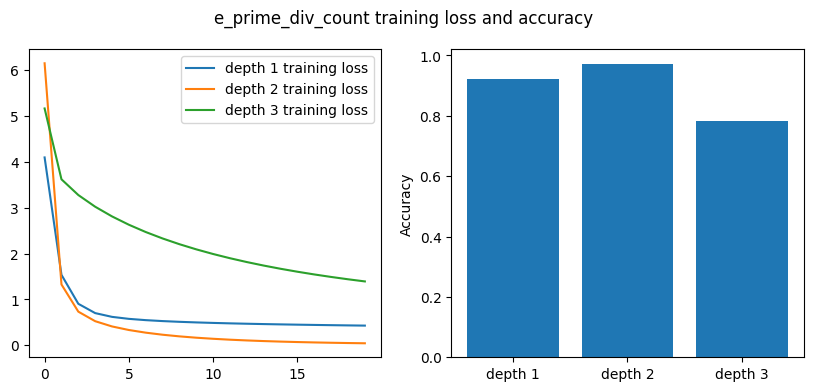 e_prime_div_count training loss and accuracy
depth 1 training loss
depth 2 training loss
depth 3 training loss
6
5
4
3
2
1
0
0 5 10 15
Accuracy
1.0
0.8
0.6
0.4
0.2
0.0
depth 1 depth 2 depth 3